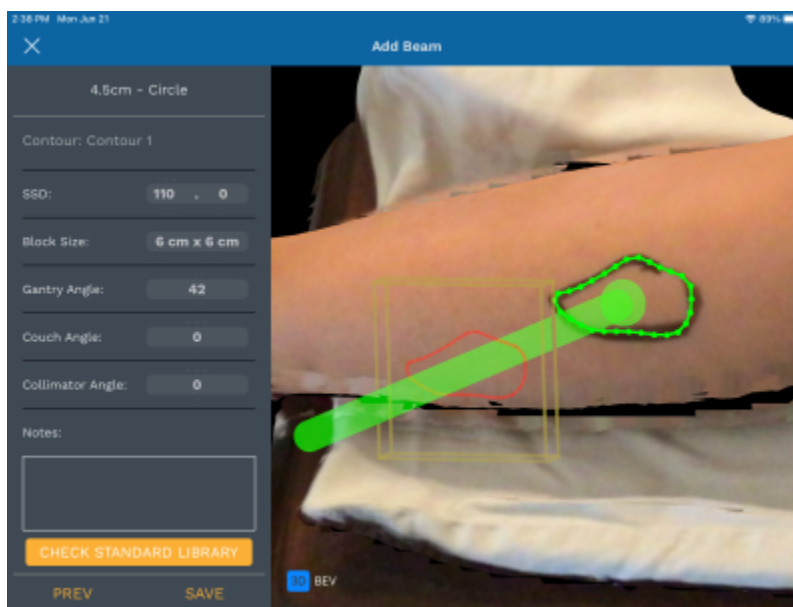 2:38 PM Mon Jun 21
89%
Add Beam
4.5cm - Circle
Contour: Contour 1
SSD: 110 . 0
Block Size: 6 cm x 6 cm
Gantry Angle: 42
Couch Angle: 0
Collimator Angle: 0
Notes:
CHECK STANDARD LIBRARY
PREV SAVE
3D BEV